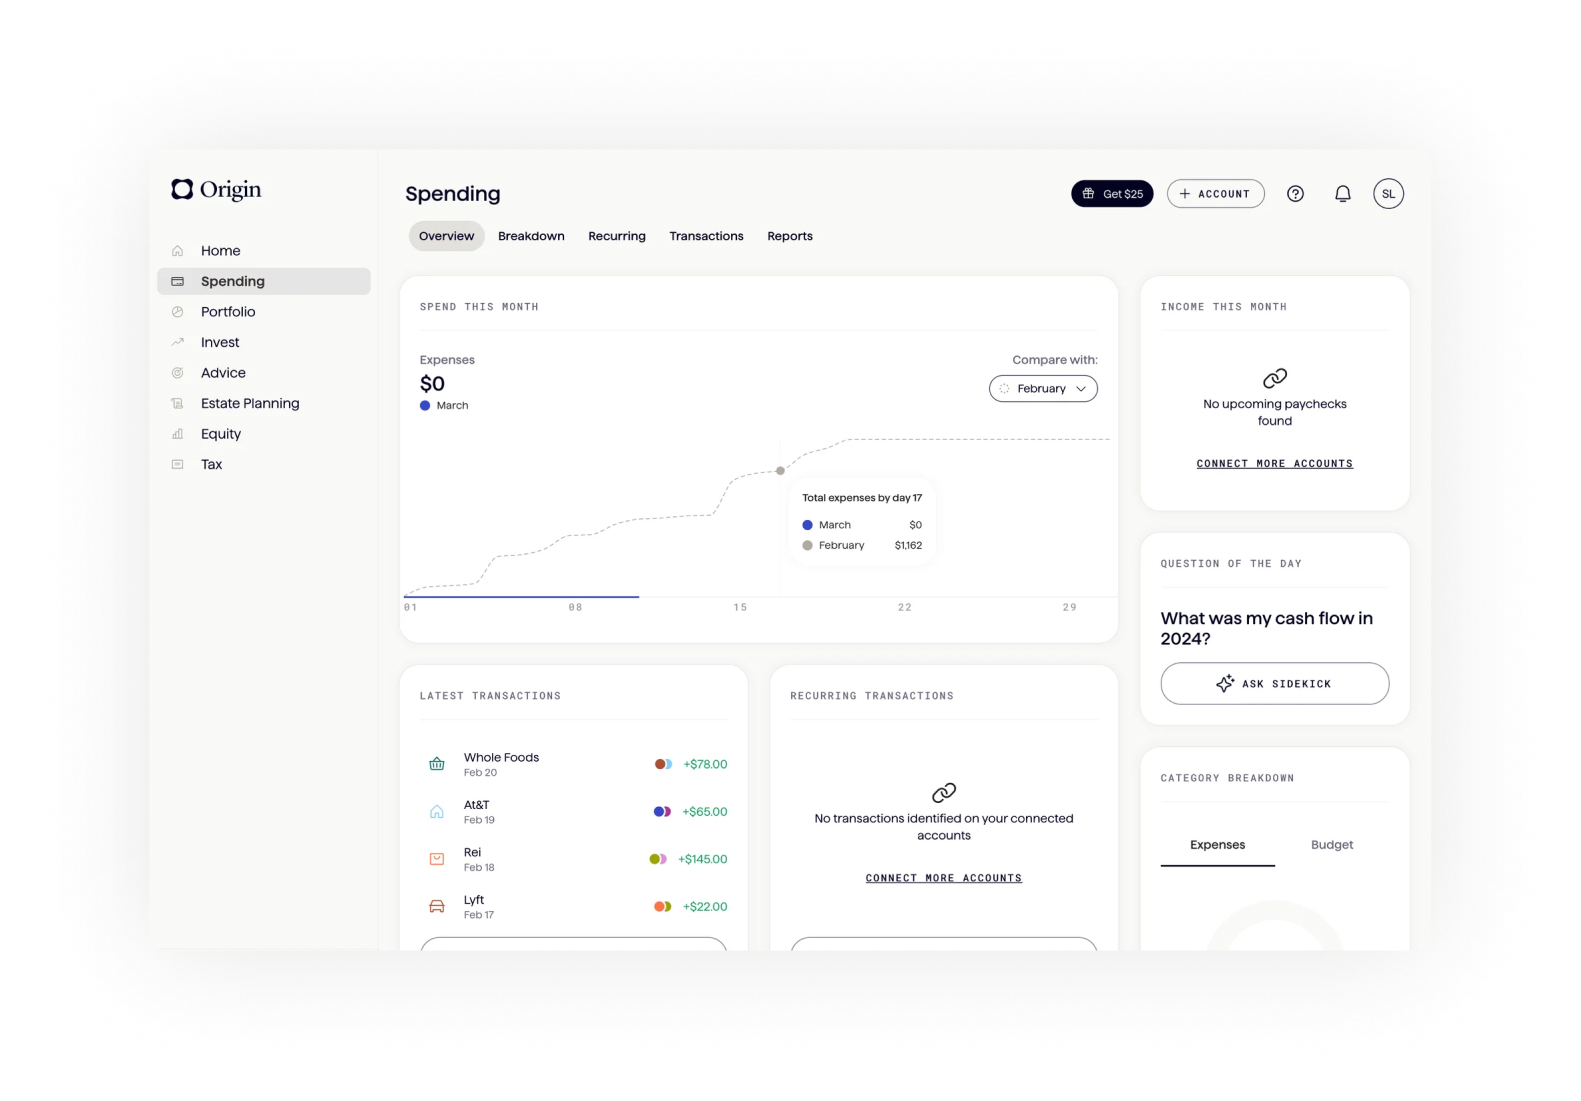 Origin
Home
Spending
Portfolio
Invest
Advice
Estate Planning
Equity
Tax
Spending
Get $25
+ ACCOUNT
?
SL
Overview
Breakdown
Recurring
Transactions
Reports
SPEND THIS MONTH
Expenses
$0
March
Compare with:
February
Total expenses by day 17
March $0
February $1,162
01 08 15 22 29
INCOME THIS MONTH
No upcoming paychecks
found
CONNECT MORE ACCOUNTS
QUESTION OF THE DAY
What was my cash flow in
2024?
ASK SIDEKICK
LATEST TRANSACTIONS
Whole Foods
Feb 20
+$78.00
At&T
Feb 19
+$65.00
Rei
Feb 18
+$145.00
Lyft
Feb 17
+$22.00
RECURRING TRANSACTIONS
No transactions identified on your connected
accounts
CONNECT MORE ACCOUNTS
CATEGORY BREAKDOWN
Expenses
Budget